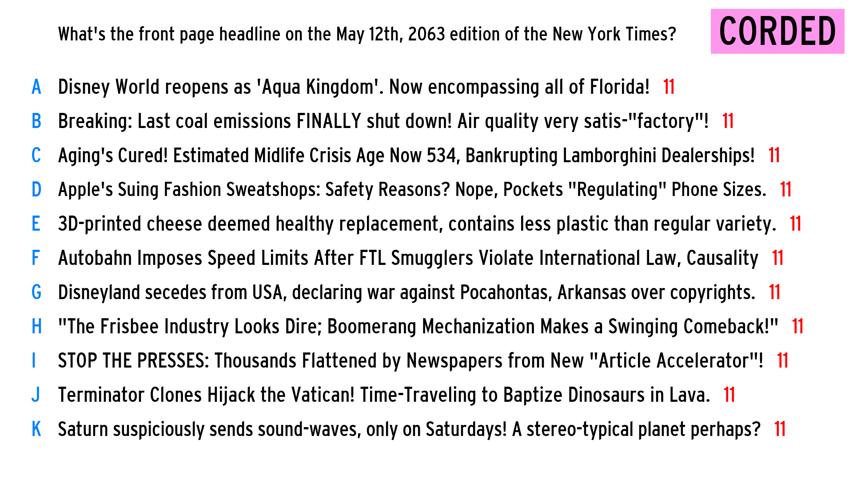 What's the front page headline on the May 12th, 2063 edition of the New York Times?
CORDED
A Disney World reopens as 'Aqua Kingdom'. Now encompassing all of Florida! 11
B Breaking: Last coal emissions FINALLY shut down! Air quality very satis-"factory"! 11
C Aging's Cured! Estimated Midlife Crisis Age Now 534, Bankrupting Lamborghini Dealerships! 11
D Apple's Suing Fashion Sweatshops: Safety Reasons? Nope, Pockets "Regulating" Phone Sizes. 11
E 3D-printed cheese deemed healthy replacement, contains less plastic than regular variety. 11
F Autobahn Imposes Speed Limits After FTL Smugglers Violate International Law, Causality 11
G Disneyland secedes from USA, declaring war against Pocahontas, Arkansas over copyrights. 11
H "The Frisbee Industry Looks Dire; Boomerang Mechanization Makes a Swinging Comeback!" 11
I STOP THE PRESSES: Thousands Flattened by Newspapers from New "Article Accelerator"! 11
J Terminator Clones Hijack the Vatican! Time-Traveling to Baptize Dinosaurs in Lava. 11
K Saturn suspiciously sends sound-waves, only on Saturdays! A stereo-typical planet perhaps? 11